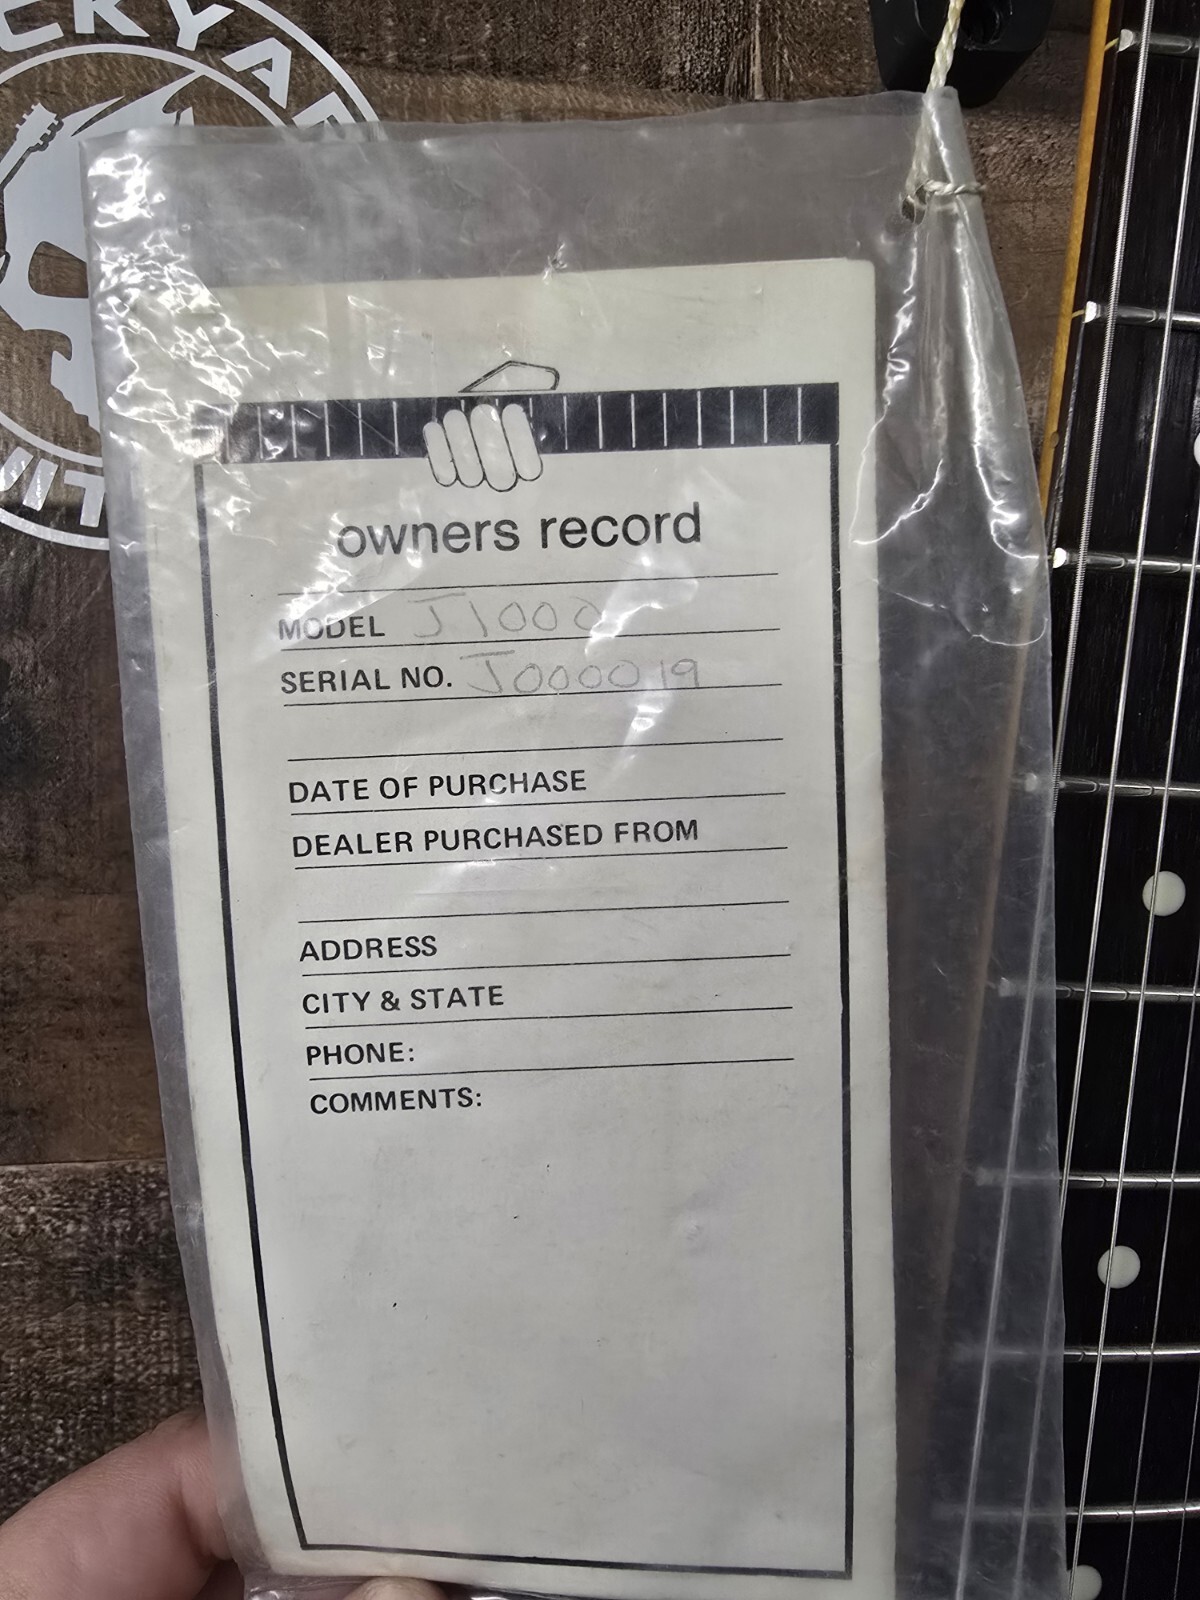 owners record
MODEL J1000
SERIAL NO. J000019
DATE OF PURCHASE
DEALER PURCHASED FROM
ADDRESS
CITY & STATE
PHONE:
COMMENTS: